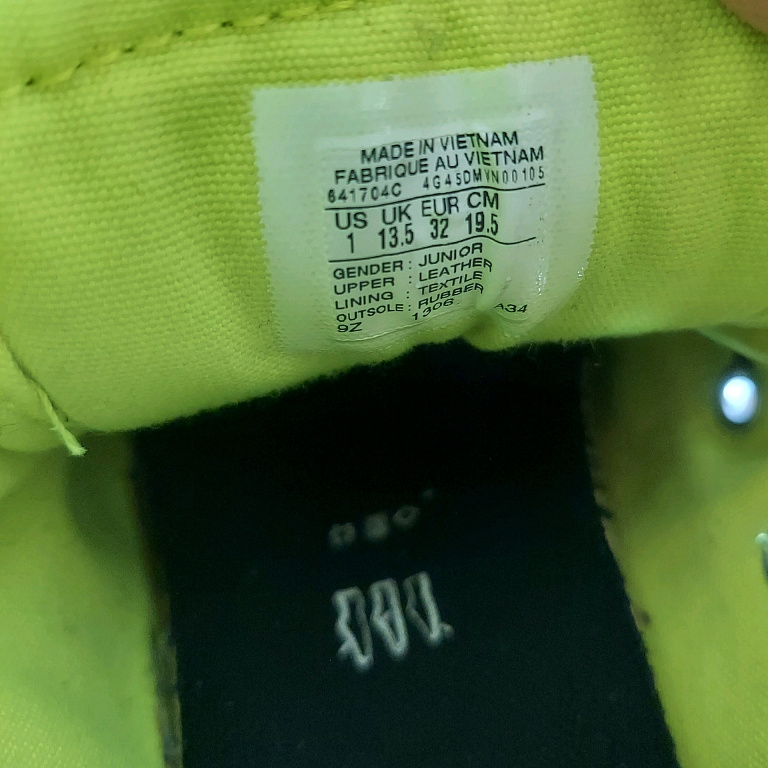 MADE IN VIETNAM
FABRIQUE AU VIETNAM
641704C 4G45DMYN00105
US UK EUR CM
1 13.5 32 19.5
GENDER : JUNIOR
UPPER : LEATHER
LINING : TEXTILE
OUTSOLE : RUBBER
9Z 1306 A34